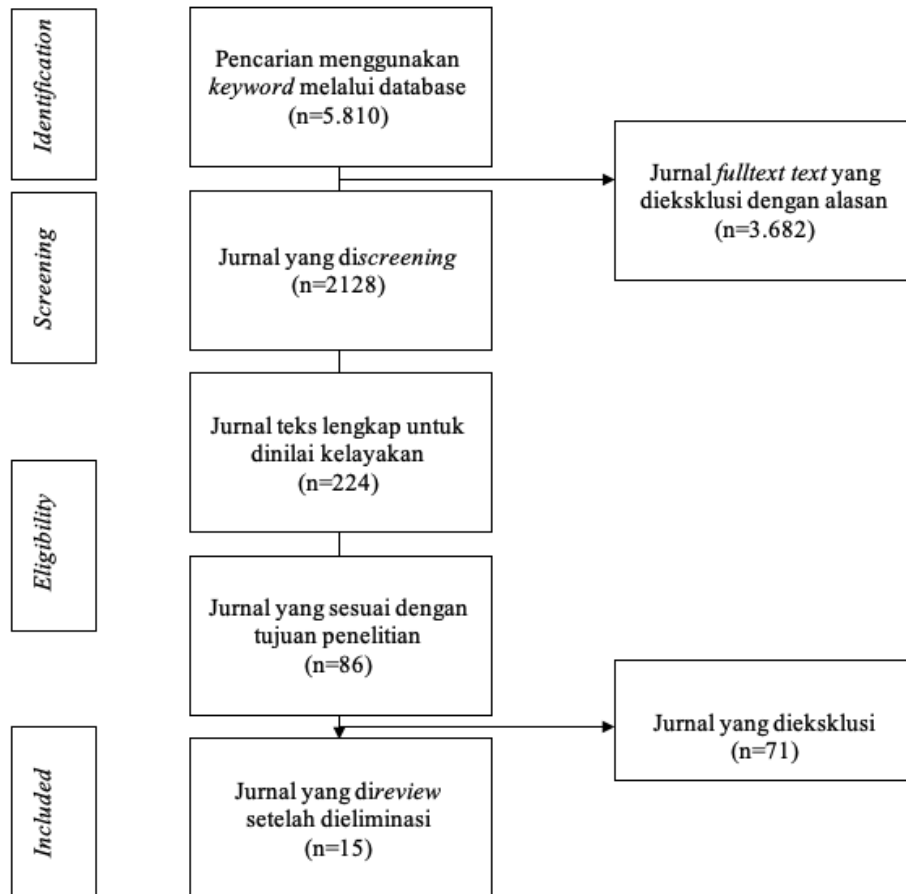 Identification
Pencarian menggunakan
keyword melalui database
(n=5.810)
Jurnal fulltext text yang
dieksklusi dengan alasan
(n=3.682)
Screening
Jurnal yang discreening
(n=2128)
Eligibility
Jurnal teks lengkap untuk
dinilai kelayakan
(n=224)
Jurnal yang sesuai dengan
tujuan penelitian
(n=86)
Jurnal yang dieksklusi
(n=71)
Included
Jurnal yang direview
setelah dieliminasi
(n=15)